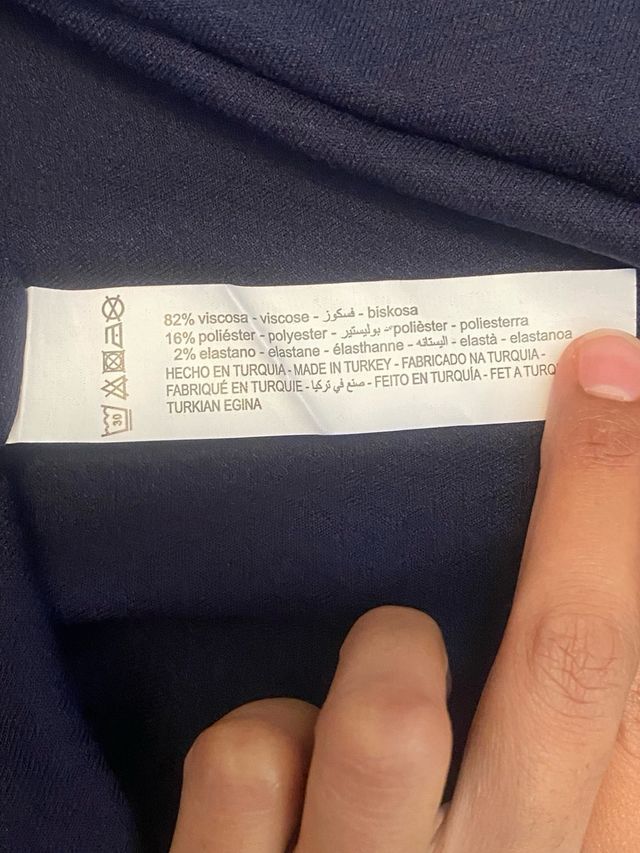 82% viscosa - viscose - فسكوز - biskosa
16% poliéster - polyester - بوليستير - polièster - poliesterra
2% elastano - elastane - élasthanne - اليستانه - elastà - elastanoa
HECHO EN TURQUIA - MADE IN TURKEY - FABRICADO NA TURQUIA -
FABRIQUÉ EN TURQUIE - صنع في تركيا - FEITO EN TURQUÍA - FET A
TURKIAN EGINA
30